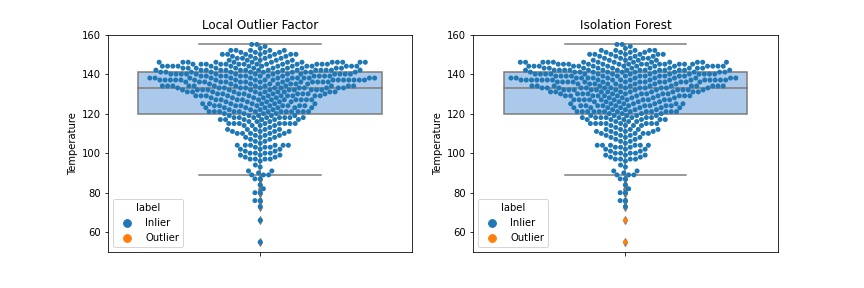 Local Outlier Factor
160
140
120
100
80
60
Temperature
label
Inlier
Outlier
Isolation Forest
160
140
120
100
80
60
Temperature
label
Inlier
Outlier